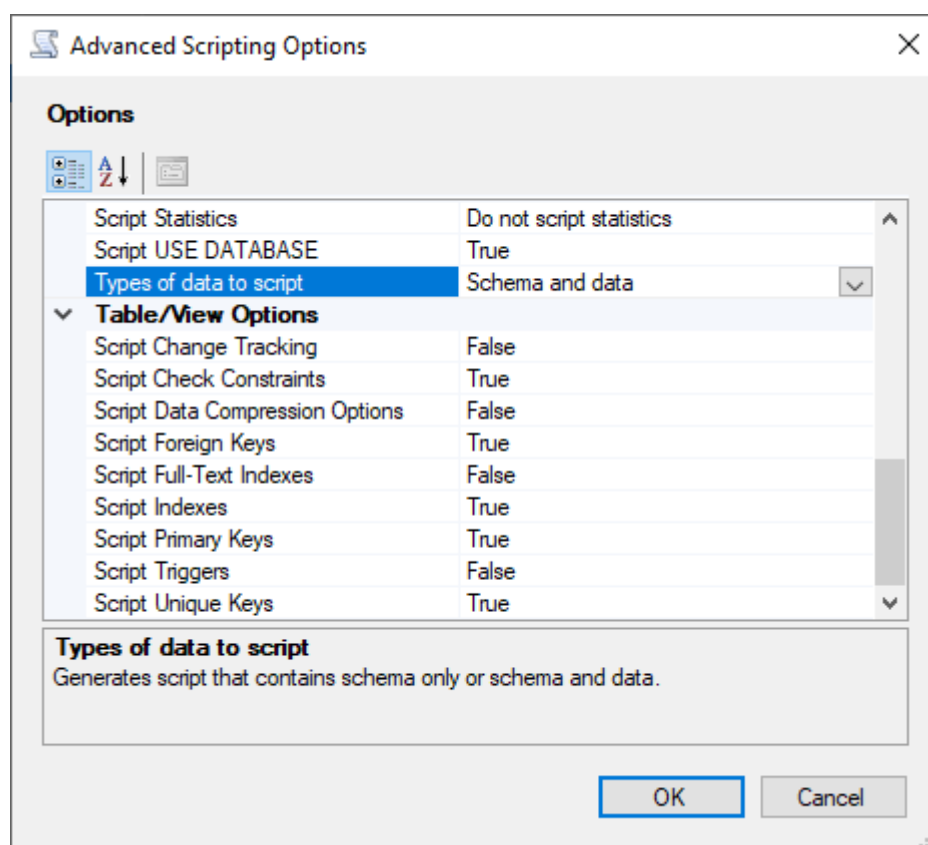 Advanced Scripting Options
Options
Script Statistics Do not script statistics
Script USE DATABASE True
Types of data to script Schema and data
Table/View Options
Script Change Tracking False
Script Check Constraints True
Script Data Compression Options False
Script Foreign Keys True
Script Full-Text Indexes False
Script Indexes True
Script Primary Keys True
Script Triggers False
Script Unique Keys True
Types of data to script
Generates script that contains schema only or schema and data.
OK Cancel